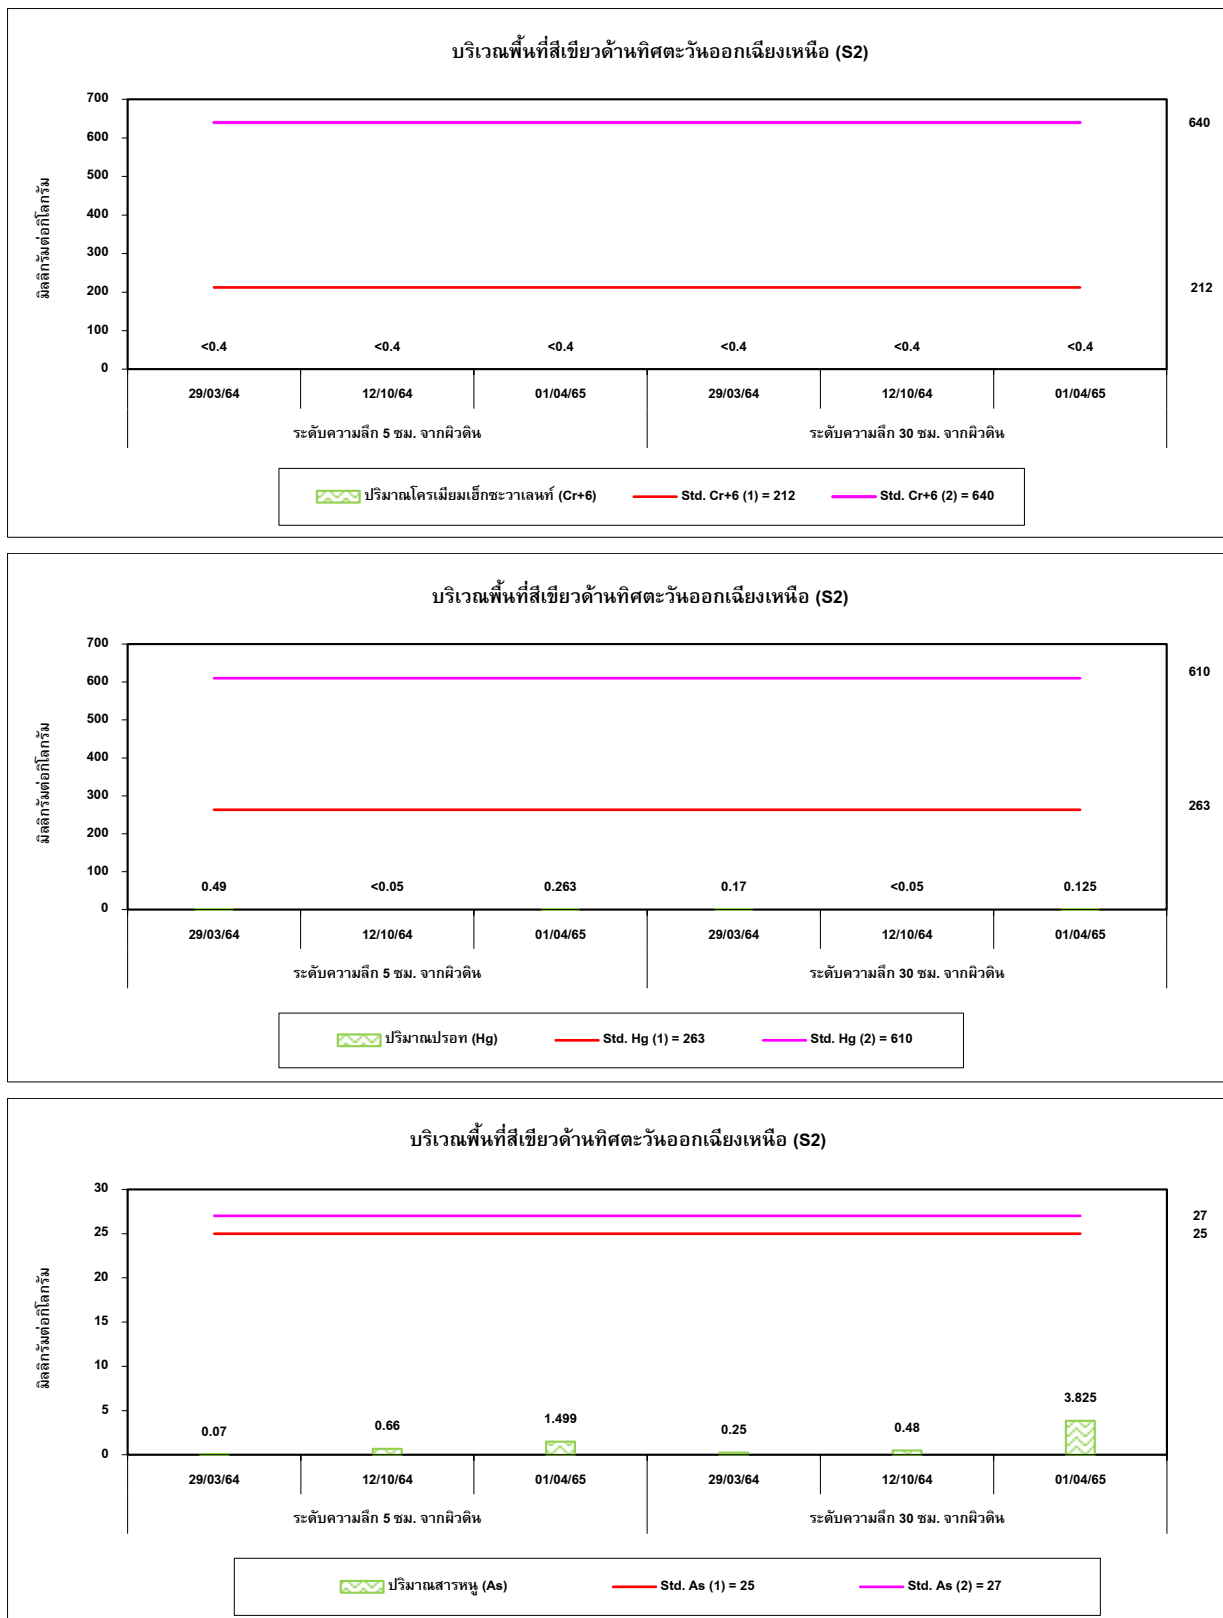 บริเวณพื้นที่สีเขียวด้านทิศตะวันออกเฉียงเหนือ (S2)
มิลลิกรัมต่อกิโลกรัม
700
600
500
400
300
200
100
0
640
212
<0.4 <0.4 <0.4 <0.4 <0.4 <0.4
29/03/64 12/10/64 01/04/65 29/03/64 12/10/64 01/04/65
ระดับความลึก 5 ซม. จากผิวดิน ระดับความลึก 30 ซม. จากผิวดิน
ปริมาณโครเมียมเฮ็กซะวาเลนท์ (Cr+6) Std. Cr+6 (1) = 212 Std. Cr+6 (2) = 640
บริเวณพื้นที่สีเขียวด้านทิศตะวันออกเฉียงเหนือ (S2)
มิลลิกรัมต่อกิโลกรัม
700
600
500
400
300
200
100
0
610
263
0.49 <0.05 0.263 0.17 <0.05 0.125
29/03/64 12/10/64 01/04/65 29/03/64 12/10/64 01/04/65
ระดับความลึก 5 ซม. จากผิวดิน ระดับความลึก 30 ซม. จากผิวดิน
ปริมาณปรอท (Hg) Std. Hg (1) = 263 Std. Hg (2) = 610
บริเวณพื้นที่สีเขียวด้านทิศตะวันออกเฉียงเหนือ (S2)
มิลลิกรัมต่อกิโลกรัม
30
25
20
15
10
5
0
27
25
0.07 0.66 1.499 0.25 0.48 3.825
29/03/64 12/10/64 01/04/65 29/03/64 12/10/64 01/04/65
ระดับความลึก 5 ซม. จากผิวดิน ระดับความลึก 30 ซม. จากผิวดิน
ปริมาณสารหนู (As) Std. As (1) = 25 Std. As (2) = 27